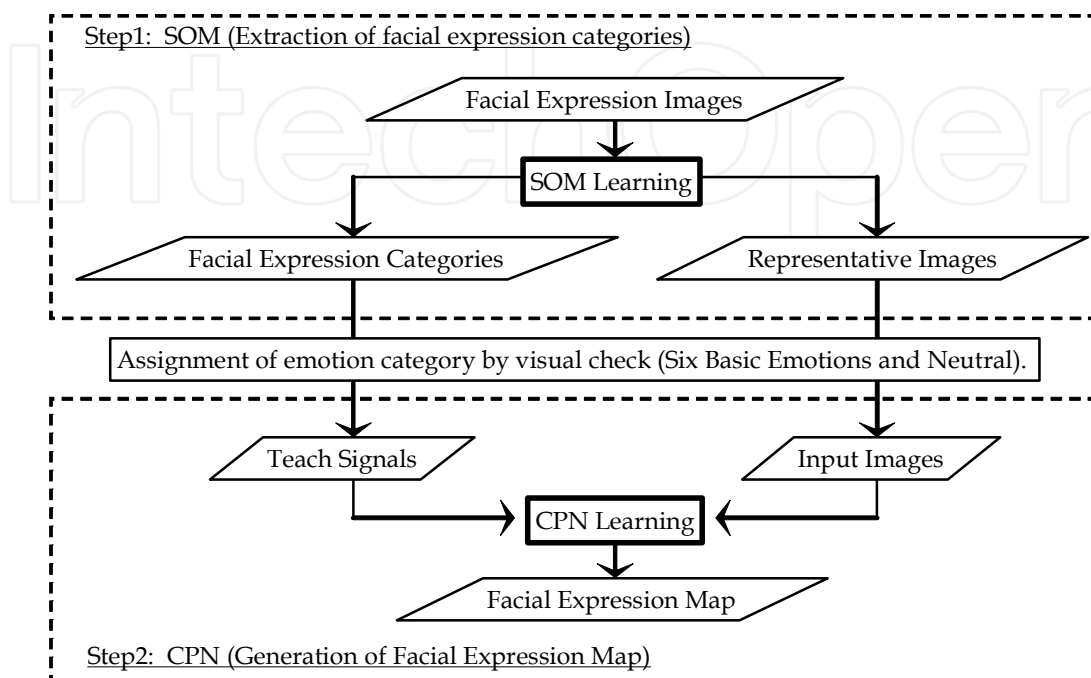 Step1: SOM (Extraction of facial expression categories)
IntechOpen
Facial Expression Images
SOM Learning
Facial Expression Categories
Representative Images
Assignment of emotion category by visual check (Six Basic Emotions and Neutral).
Teach Signals
Input Images
CPN Learning
Facial Expression Map
Step2: CPN (Generation of Facial Expression Map)